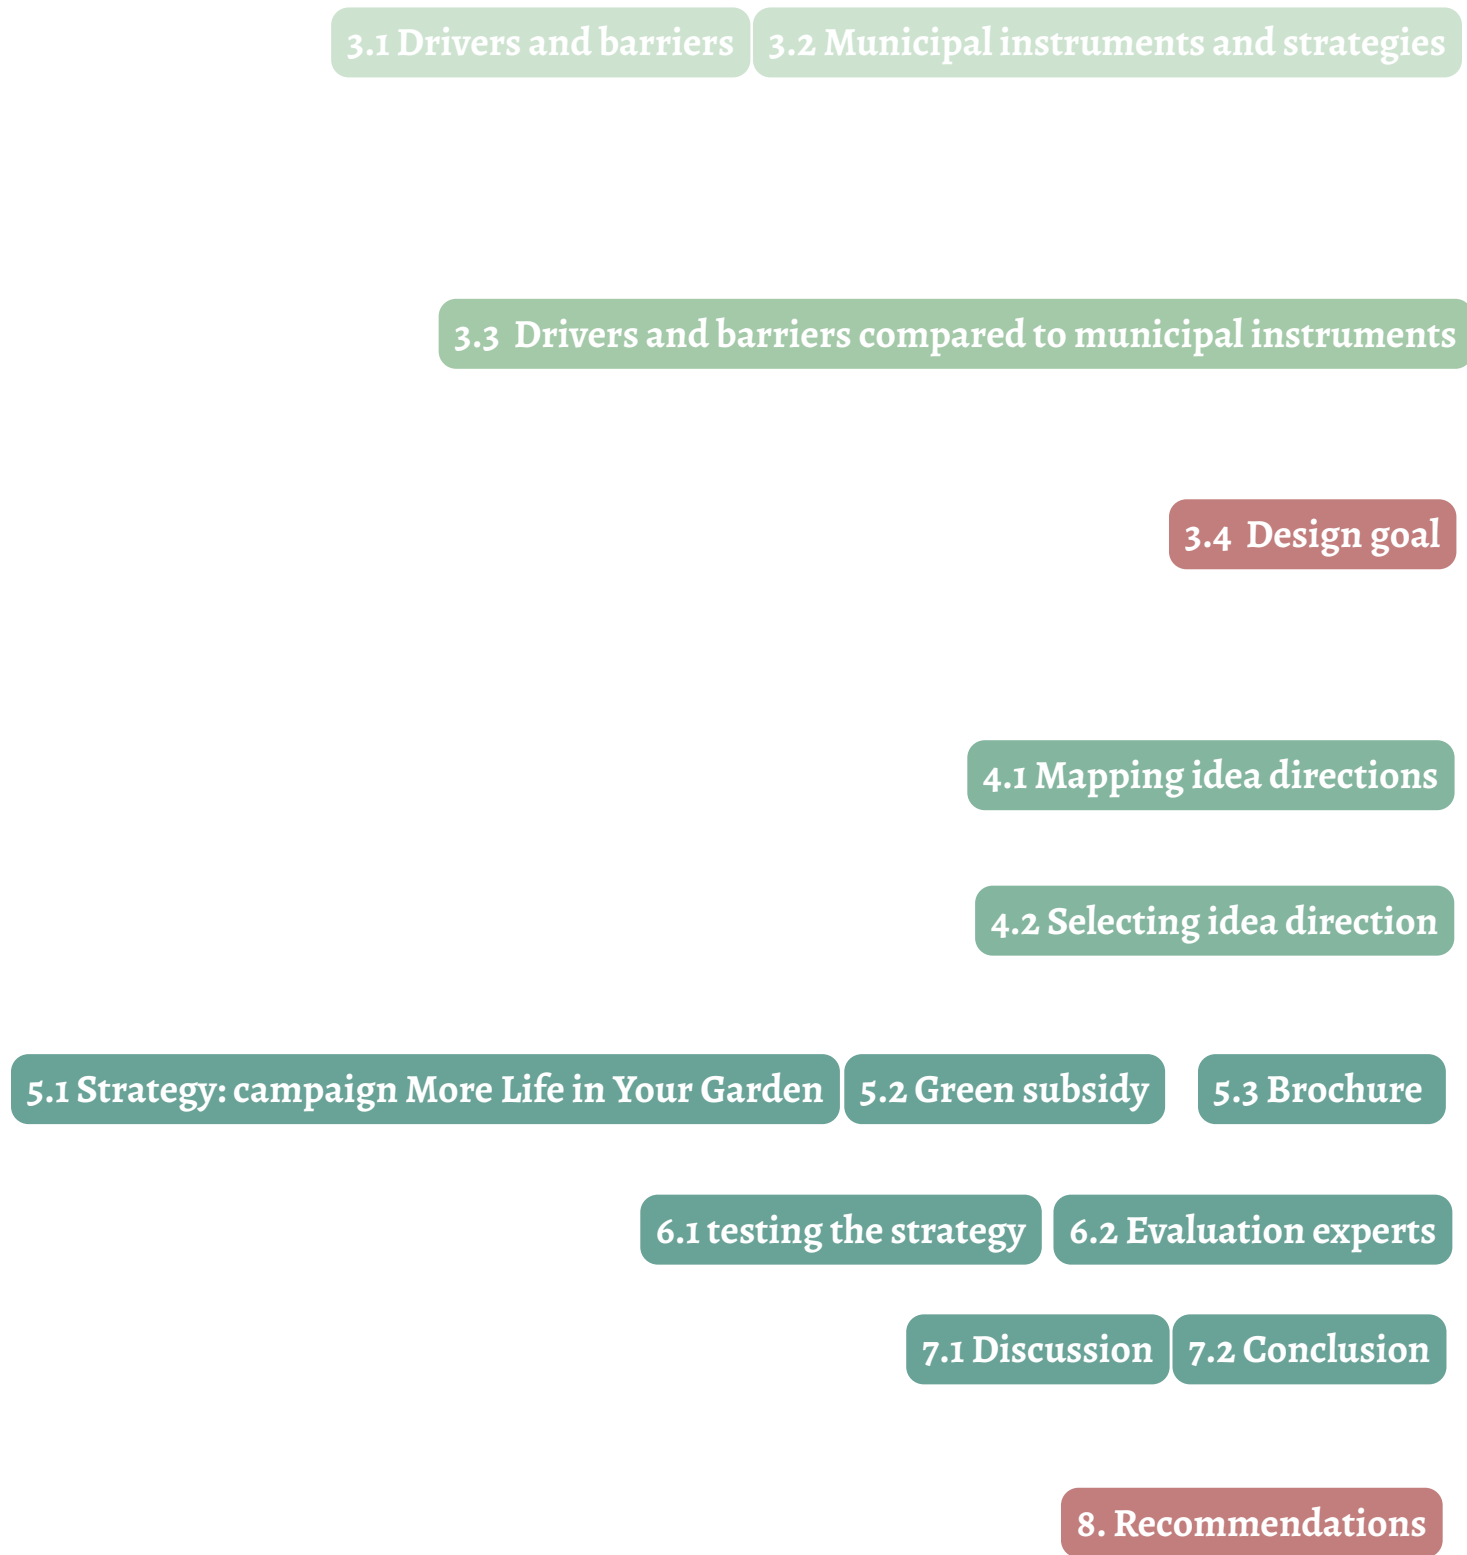 3.1 Drivers and barriers 3.2 Municipal instruments and strategies
3.3 Drivers and barriers compared to municipal instruments
3.4 Design goal
4.1 Mapping idea directions
4.2 Selecting idea direction
5.1 Strategy: campaign More Life in Your Garden 5.2 Green subsidy 5.3 Brochure
6.1 testing the strategy 6.2 Evaluation experts
7.1 Discussion 7.2 Conclusion
8. Recommendations